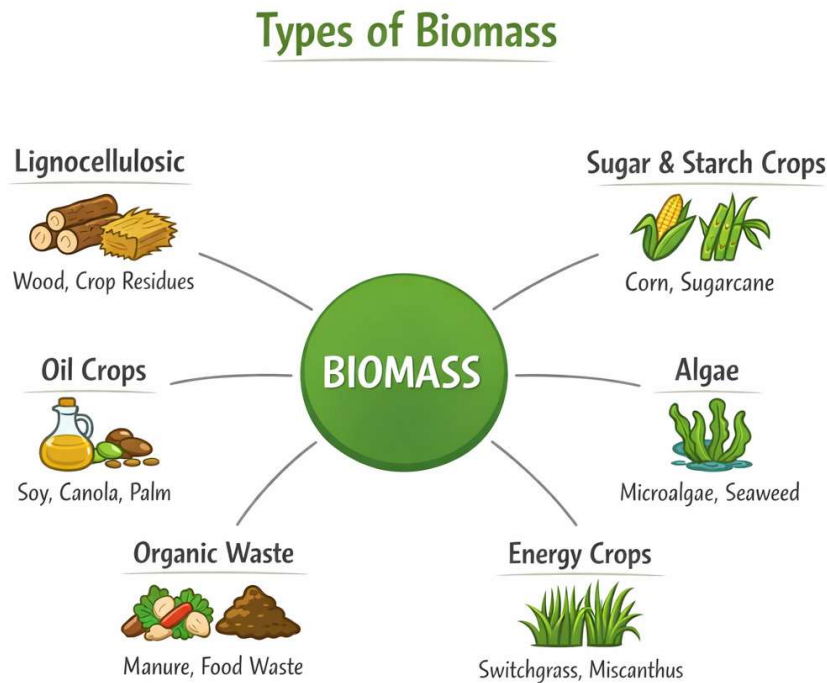 Types of Biomass
Lignocellulosic
Wood, Crop Residues
Sugar & Starch Crops
Corn, Sugarcane
BIOMASS
Oil Crops
Soy, Canola, Palm
Algae
Microalgae, Seaweed
Organic Waste
Manure, Food Waste
Energy Crops
Switchgrass, Miscanthus